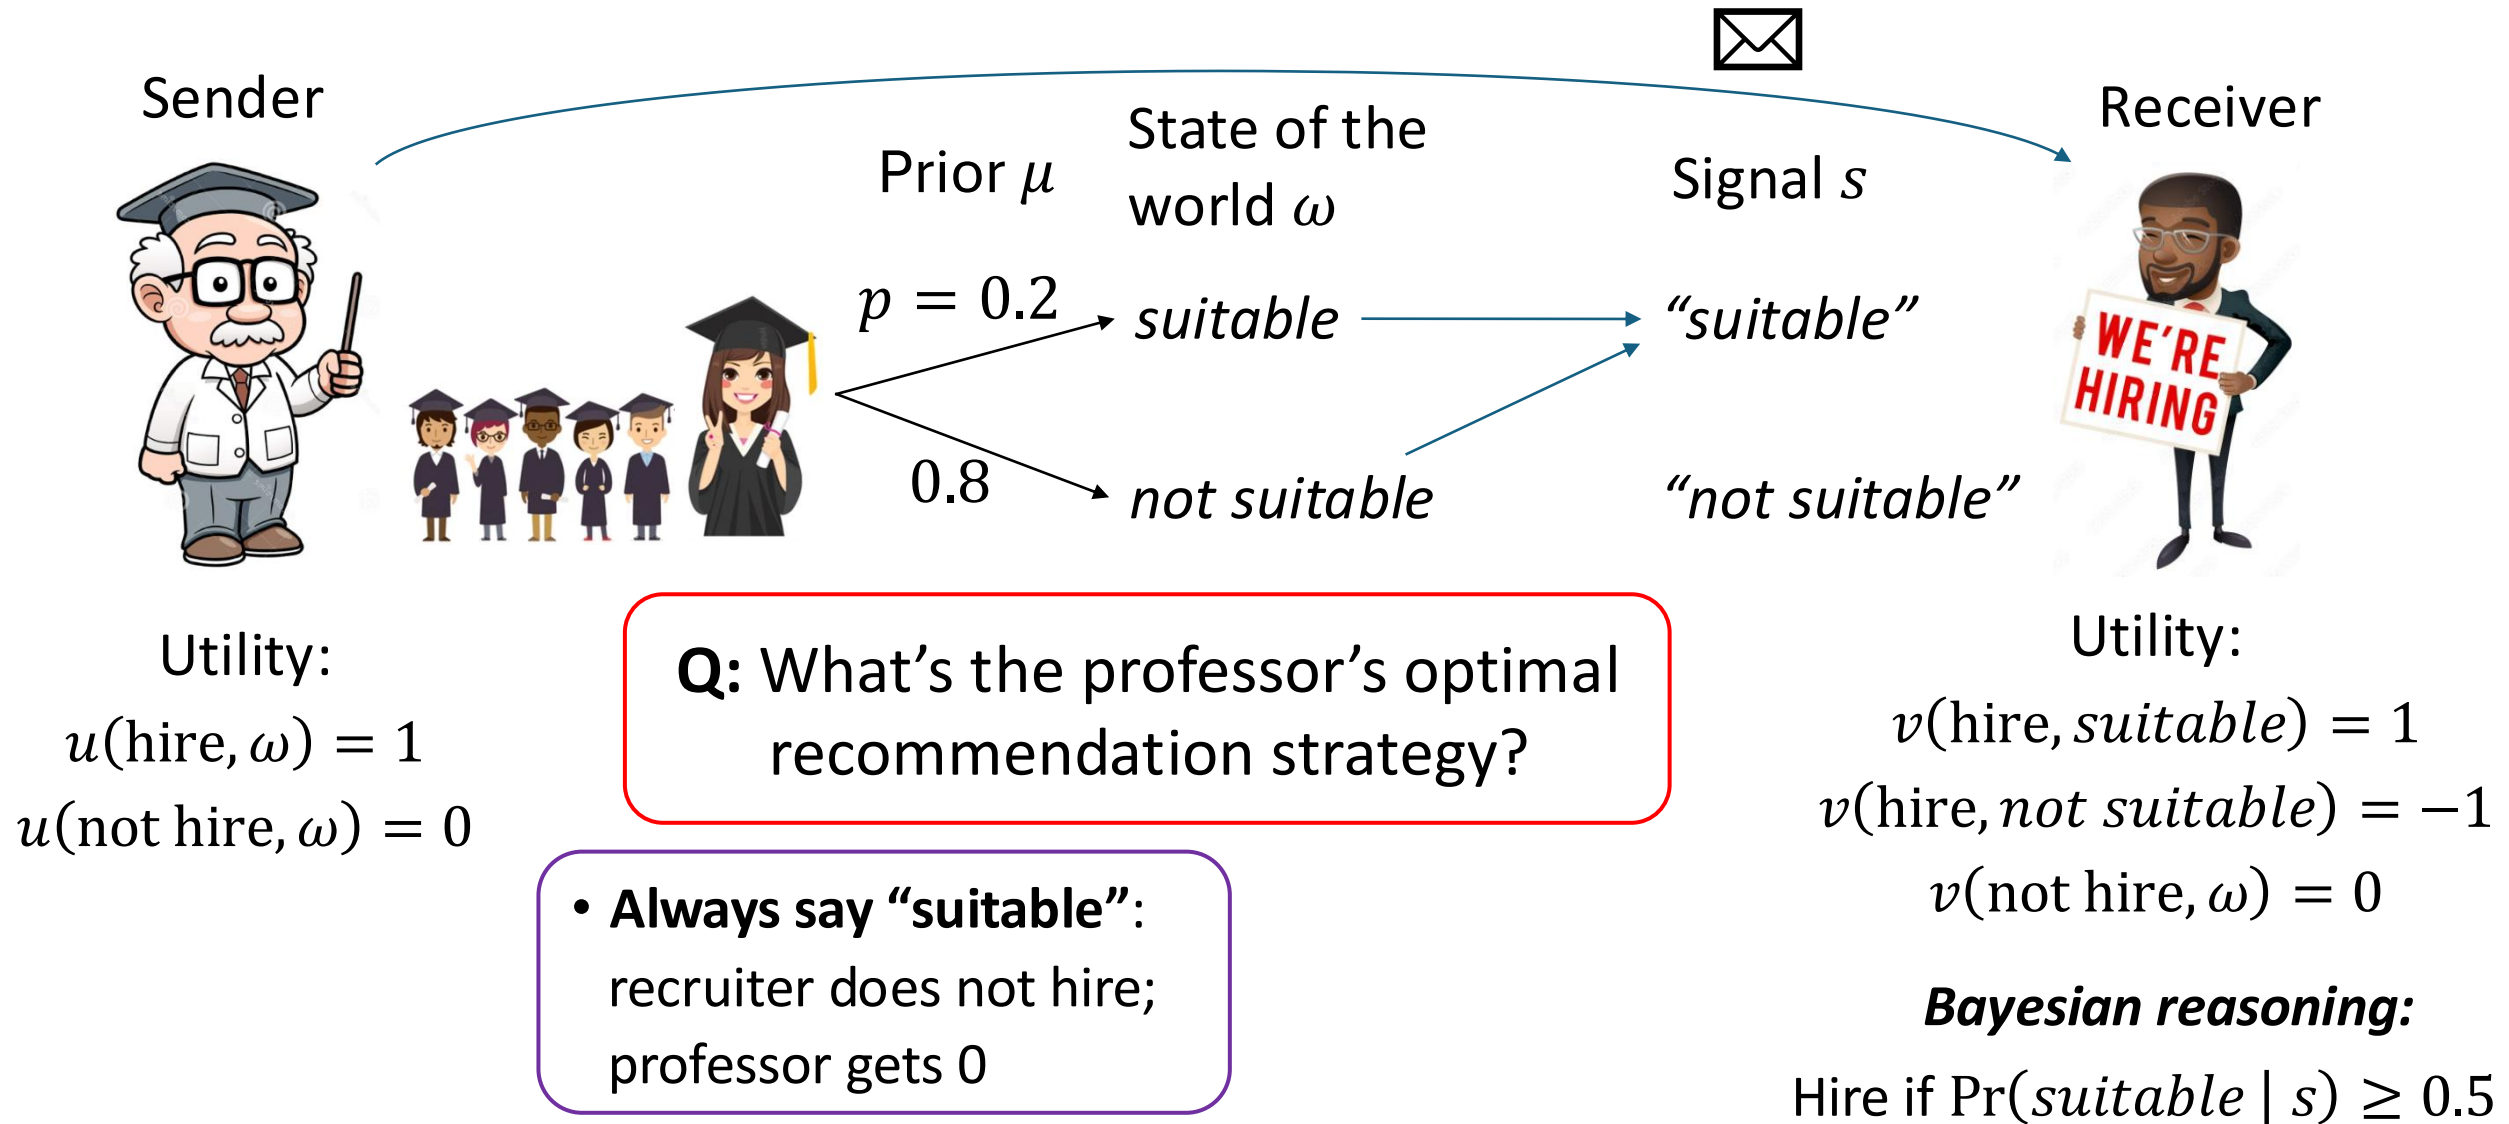 Sender
Prior μ
State of the
world ω
Signal s
Receiver
p = 0.2
suitable
“suitable”
WE'RE
HIRING
0.8
not suitable
“not suitable”
Utility:
u(hire, ω) = 1
u(not hire, ω) = 0
Q: What’s the professor’s optimal
recommendation strategy?
Utility:
v(hire, suitable) = 1
v(hire, not suitable) = −1
v(not hire, ω) = 0
• Always say “suitable”:
recruiter does not hire;
professor gets 0
Bayesian reasoning:
Hire if Pr(suitable | s) ≥ 0.5